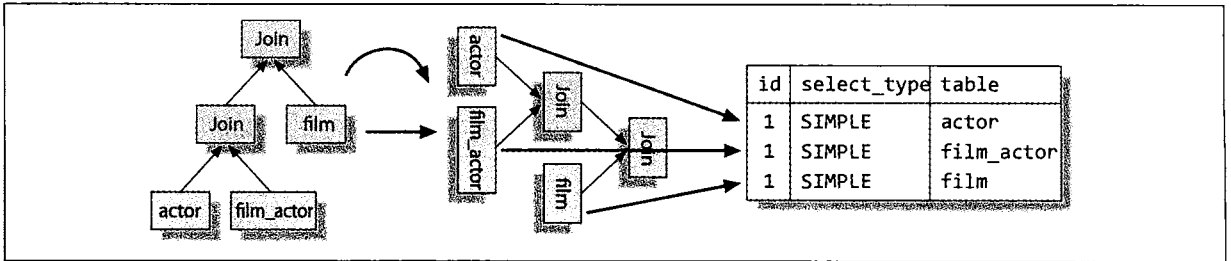 Join
Join
film
actor
film_actor
actor
Join
film_actor
Join
film
id select_type table
1 SIMPLE actor
1 SIMPLE film_actor
1 SIMPLE film